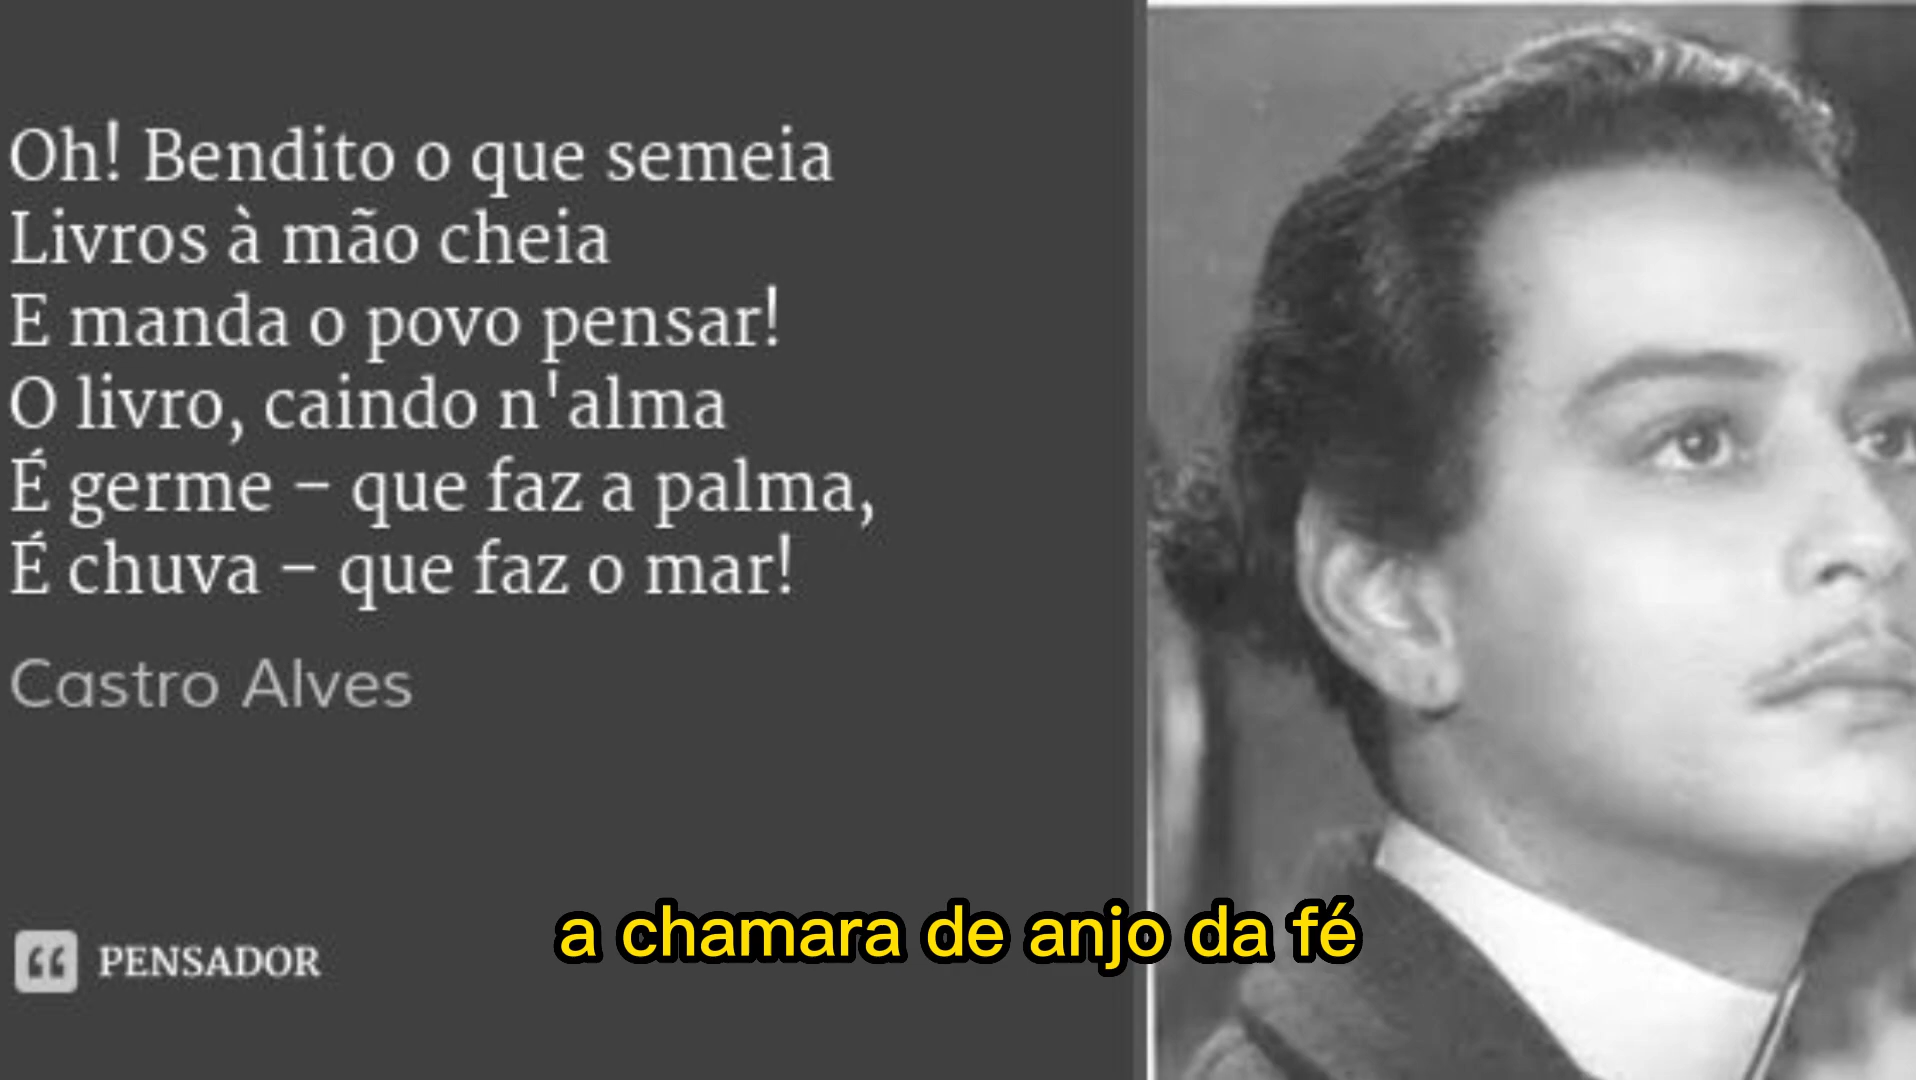 Oh! Bendito o que semeia
Livros à mão cheia
E manda o povo pensar!
O livro, caindo n'alma
É germe – que faz a palma,
É chuva – que faz o mar!
Castro Alves
PENSADOR
a chamara de anjo da fé